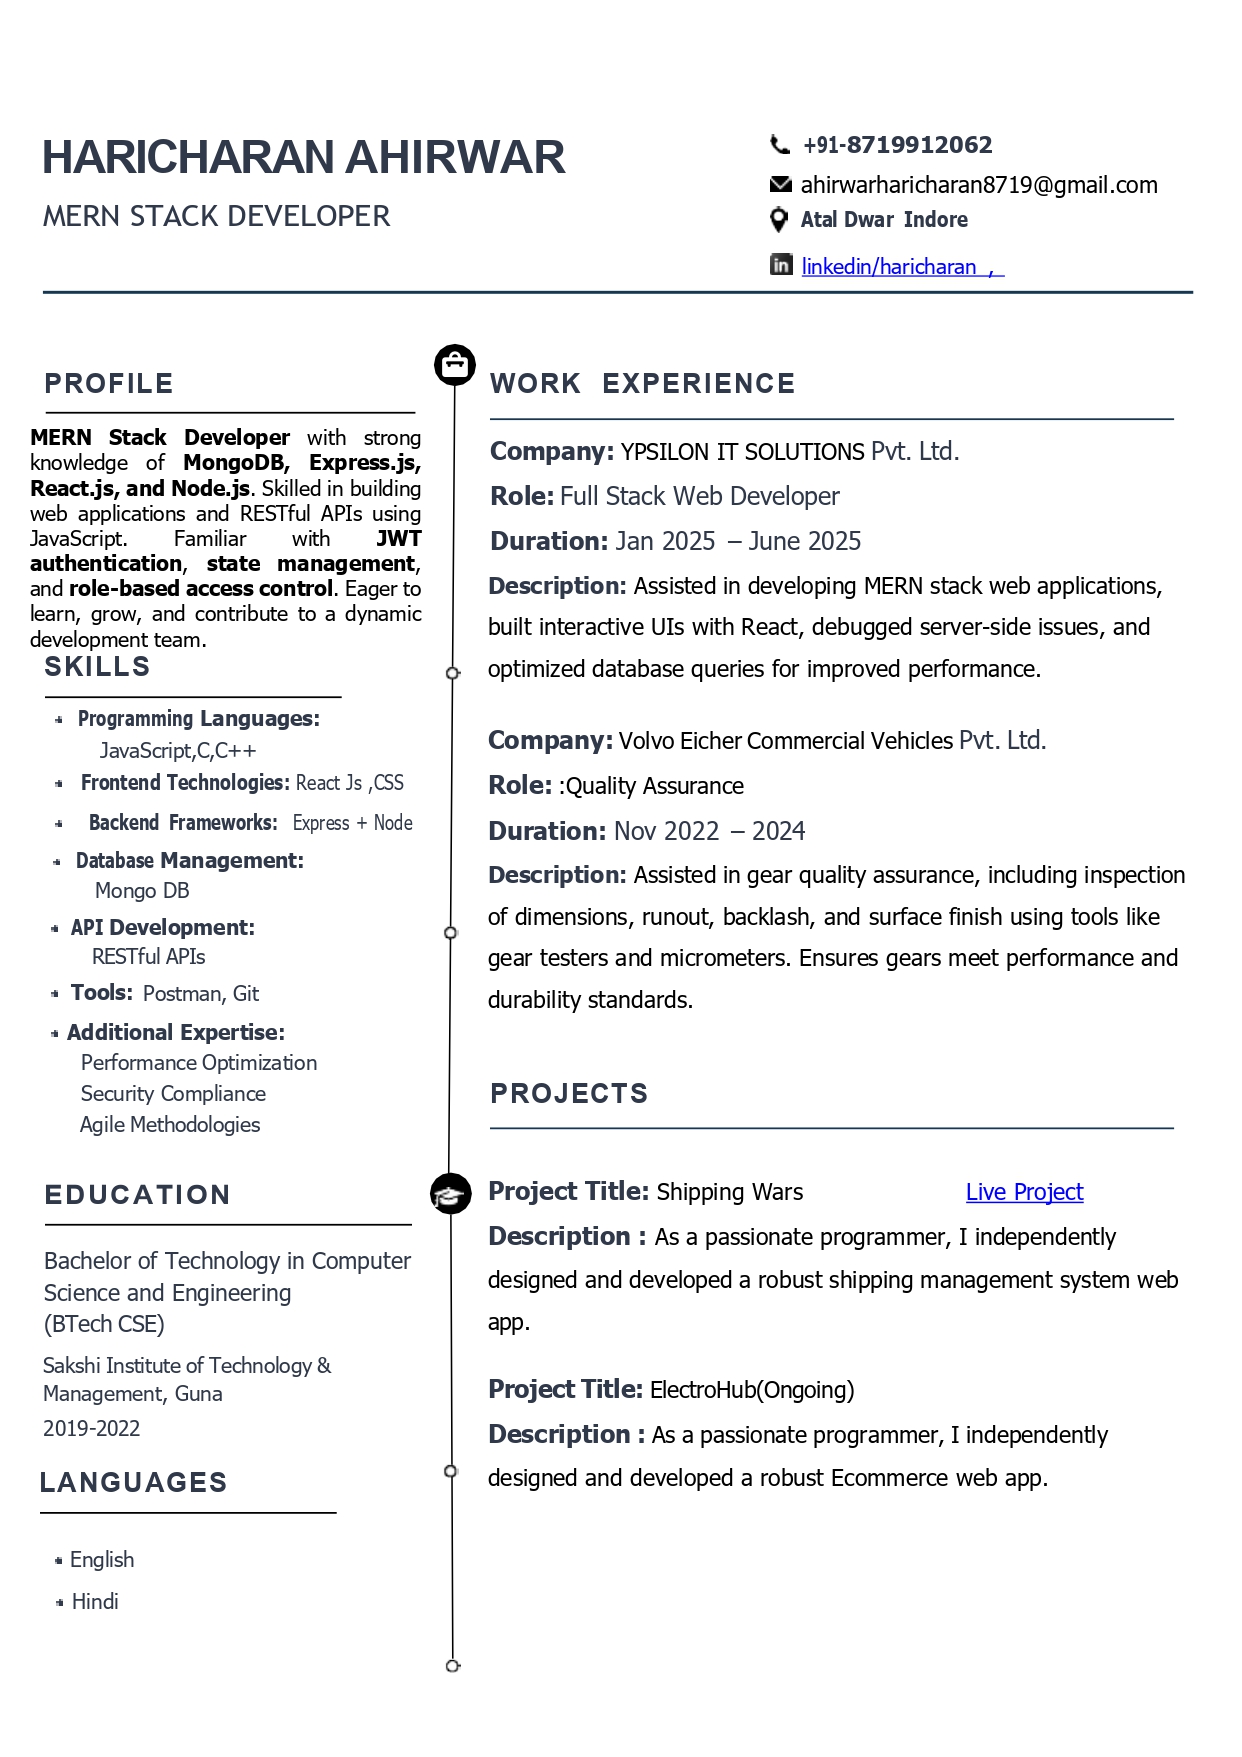 HARICHARAN AHIRWAR
MERN STACK DEVELOPER
+91-8719912062
ahirwarharicharan8719@gmail.com
Atal Dwar Indore
in
linkedin/haricharan ,
PROFILE
MERN Stack Developer with strong
knowledge of MongoDB, Express.js,
React.js, and Node.js. Skilled in building
web applications and RESTful APIs using
JavaScript. Familiar with JWT
authentication, state management,
and role-based access control. Eager to
learn, grow, and contribute to a dynamic
development team.
SKILLS
Programming Languages:
JavaScript,C,C++
Frontend Technologies: React Js ,CSS
Backend Frameworks: Express + Node
Database Management:
Mongo DB
API Development:
RESTful APIs
Tools: Postman, Git
Additional Expertise:
Performance Optimization
Security Compliance
Agile Methodologies
EDUCATION
Bachelor of Technology in Computer
Science and Engineering
(BTech CSE)
Sakshi Institute of Technology &
Management, Guna
2019-2022
LANGUAGES
English
Hindi
WORK EXPERIENCE
Company: YPSILON IT SOLUTIONS Pvt. Ltd.
Role: Full Stack Web Developer
Duration: Jan 2025 – June 2025
Description: Assisted in developing MERN stack web applications,
built interactive UIs with React, debugged server-side issues, and
optimized database queries for improved performance.
Company: Volvo Eicher Commercial Vehicles Pvt. Ltd.
Role: :Quality Assurance
Duration: Nov 2022 – 2024
Description: Assisted in gear quality assurance, including inspection
of dimensions, runout, backlash, and surface finish using tools like
gear testers and micrometers. Ensures gears meet performance and
durability standards.
PROJECTS
Project Title: Shipping Wars Live Project
Description : As a passionate programmer, I independently
designed and developed a robust shipping management system web
app.
Project Title: ElectroHub(Ongoing)
Description : As a passionate programmer, I independently
designed and developed a robust Ecommerce web app.